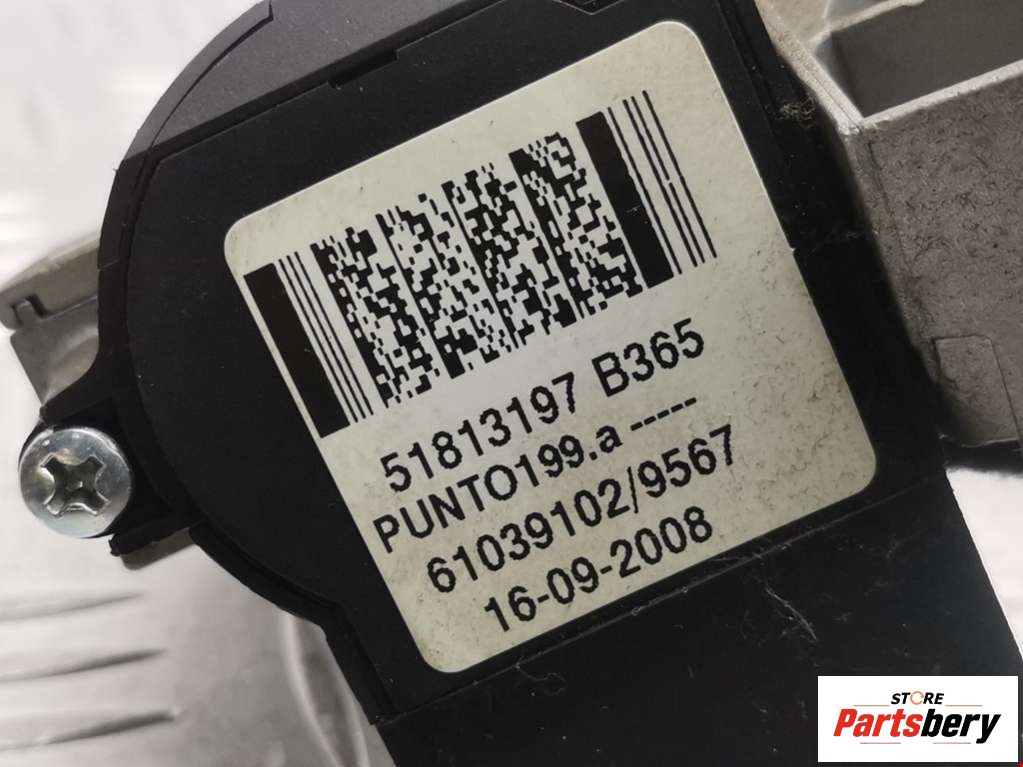 51813197 B365
PUNTO199.a -----
61039102/9567
16-09-2008
STORE
Partsbery